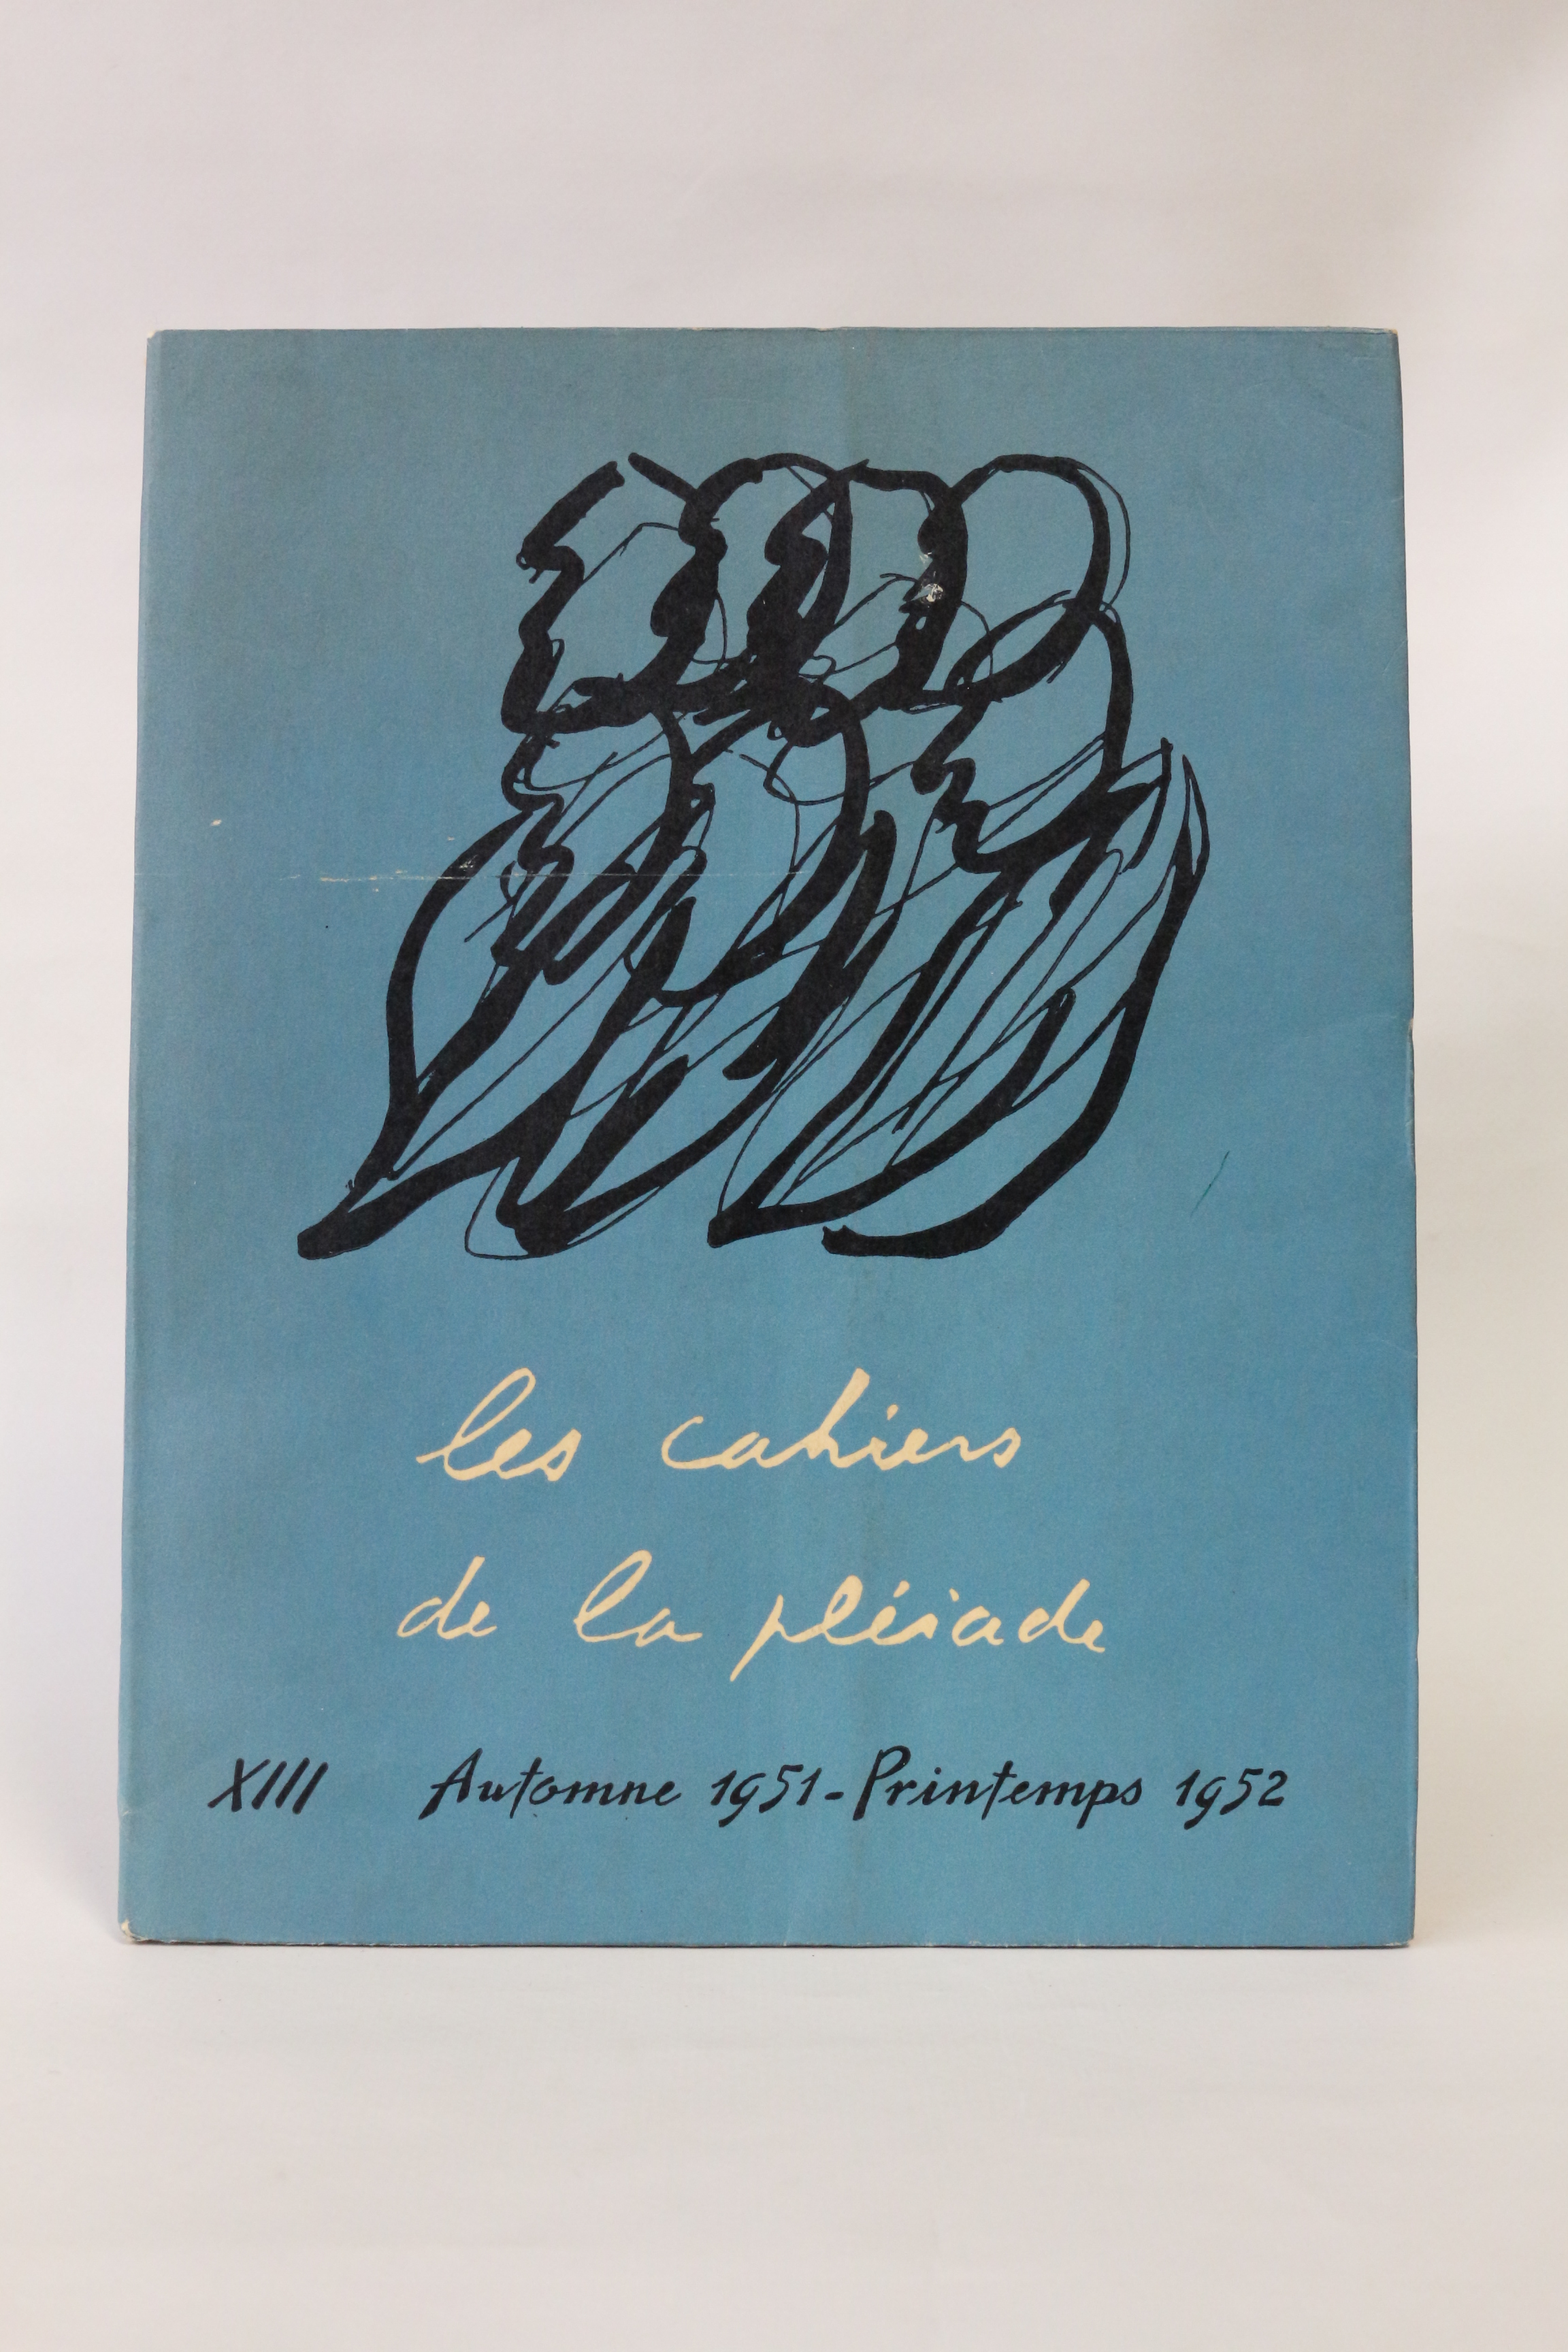 les cahiers
de la pléiade
XIII Automne 1951-Printemps 1952